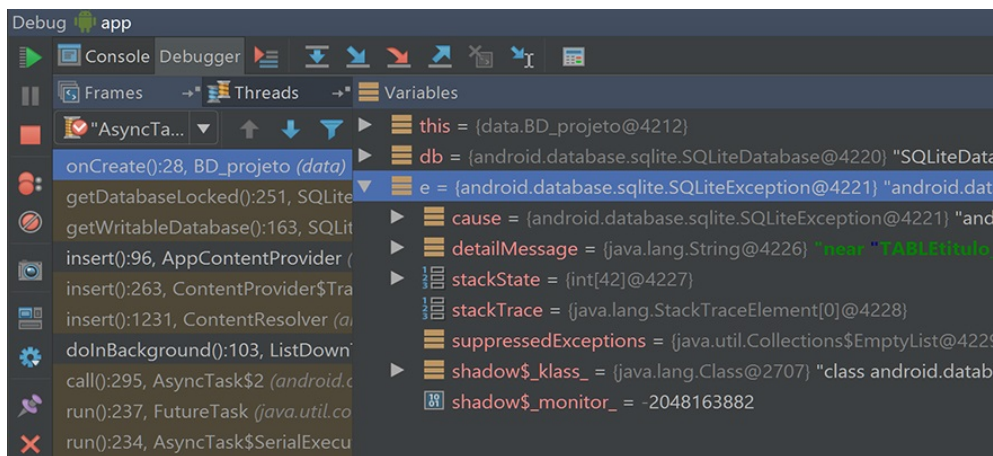 Debug app
Console Debugger
Frames Threads Variables
"AsyncTa...
onCreate():28, BD_projeto (data)
getDatabaseLocked():251, SQLite
getWritableDatabase():163, SQLit
insert():96, AppContentProvider (
insert():263, ContentProvider$Tra
insert():1231, ContentResolver (a
doInBackground():103, ListDown
call():295, AsyncTask$2 (android.c
run():237, FutureTask (java.util.co
run():234, AsyncTask$SerialExecu
this = {data.BD_projeto@4212}
db = {android.database.sqlite.SQLiteDatabase@4220} "SQLiteData
e = {android.database.sqlite.SQLiteException@4221} "android.dat
cause = {android.database.sqlite.SQLiteException@4221} "and
detailMessage = {java.lang.String@4226} "near "TABLEtitulo
stackState = {int[42]@4227}
stackTrace = {java.lang.StackTraceElement[0]@4228}
suppressedExceptions = {java.util.Collections$EmptyList@4229
shadow$_klass_ = {java.lang.Class@2707} "class android.datab
shadow$_monitor_ = -2048163882